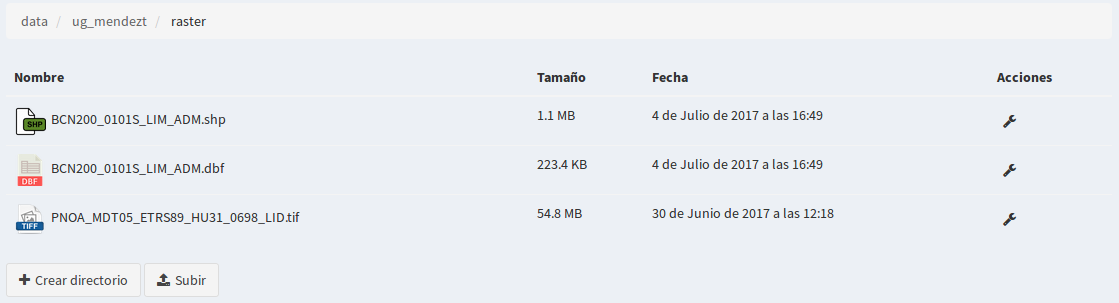 data / ug_mendezt / raster
Nombre Tamaño Fecha Acciones
SHP BCN200_0101S_LIM_ADM.shp 1.1 MB 4 de Julio de 2017 a las 16:49
DBF BCN200_0101S_LIM_ADM.dbf 223.4 KB 4 de Julio de 2017 a las 16:49
TIFF PNOA_MDT05_ETRS89_HU31_0698_LID.tif 54.8 MB 30 de Junio de 2017 a las 12:18
Crear directorio Subir